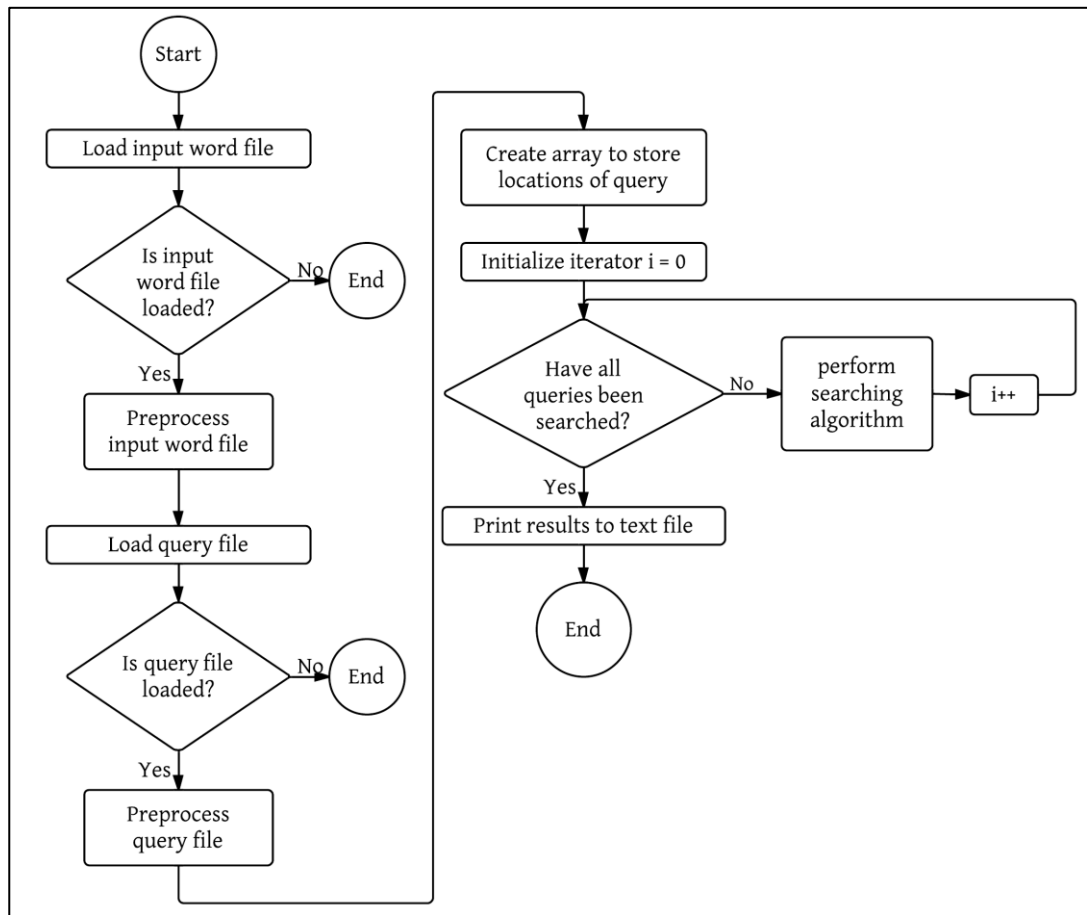 Start
Load input word file
Is input
word file
loaded?
No
End
Yes
Preprocess
input word file
Load query file
Is query file
loaded?
No
End
Yes
Preprocess
query file
Create array to store
locations of query
Initialize iterator i = 0
Have all
queries been
searched?
No
perform
searching
algorithm
i++
Yes
Print results to text file
End